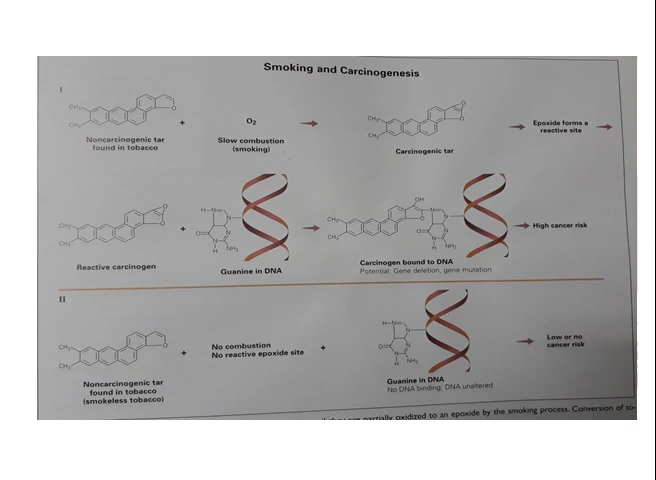 Smoking and Carcinogenesis
I
CH₃
CH₃
O
Noncarcinogenic tar
found in tobacco
+
O₂
Slow combustion
(smoking)
CH₃
CH₃
O
O
Carcinogenic tar
Epoxide forms a
reactive site
CH₃
CH₃
O
O
Reactive carcinogen
+
H–N
N
O
N
N
H
NH₂
Guanine in DNA
CH₃
CH₃
OH
O
N
N
O
N
N
H
NH₂
Carcinogen bound to DNA
Potential: Gene deletion, gene mutation
High cancer risk
II
CH₃
CH₃
O
Noncarcinogenic tar
found in tobacco
(smokeless tobacco)
+
No combustion
No reactive epoxide site
+
H–N
N
O
N
N
H
NH₂
Guanine in DNA
No DNA binding; DNA unaltered
Low or no
cancer risk
they are partially oxidized to an epoxide by the smoking process. Conversion of to-